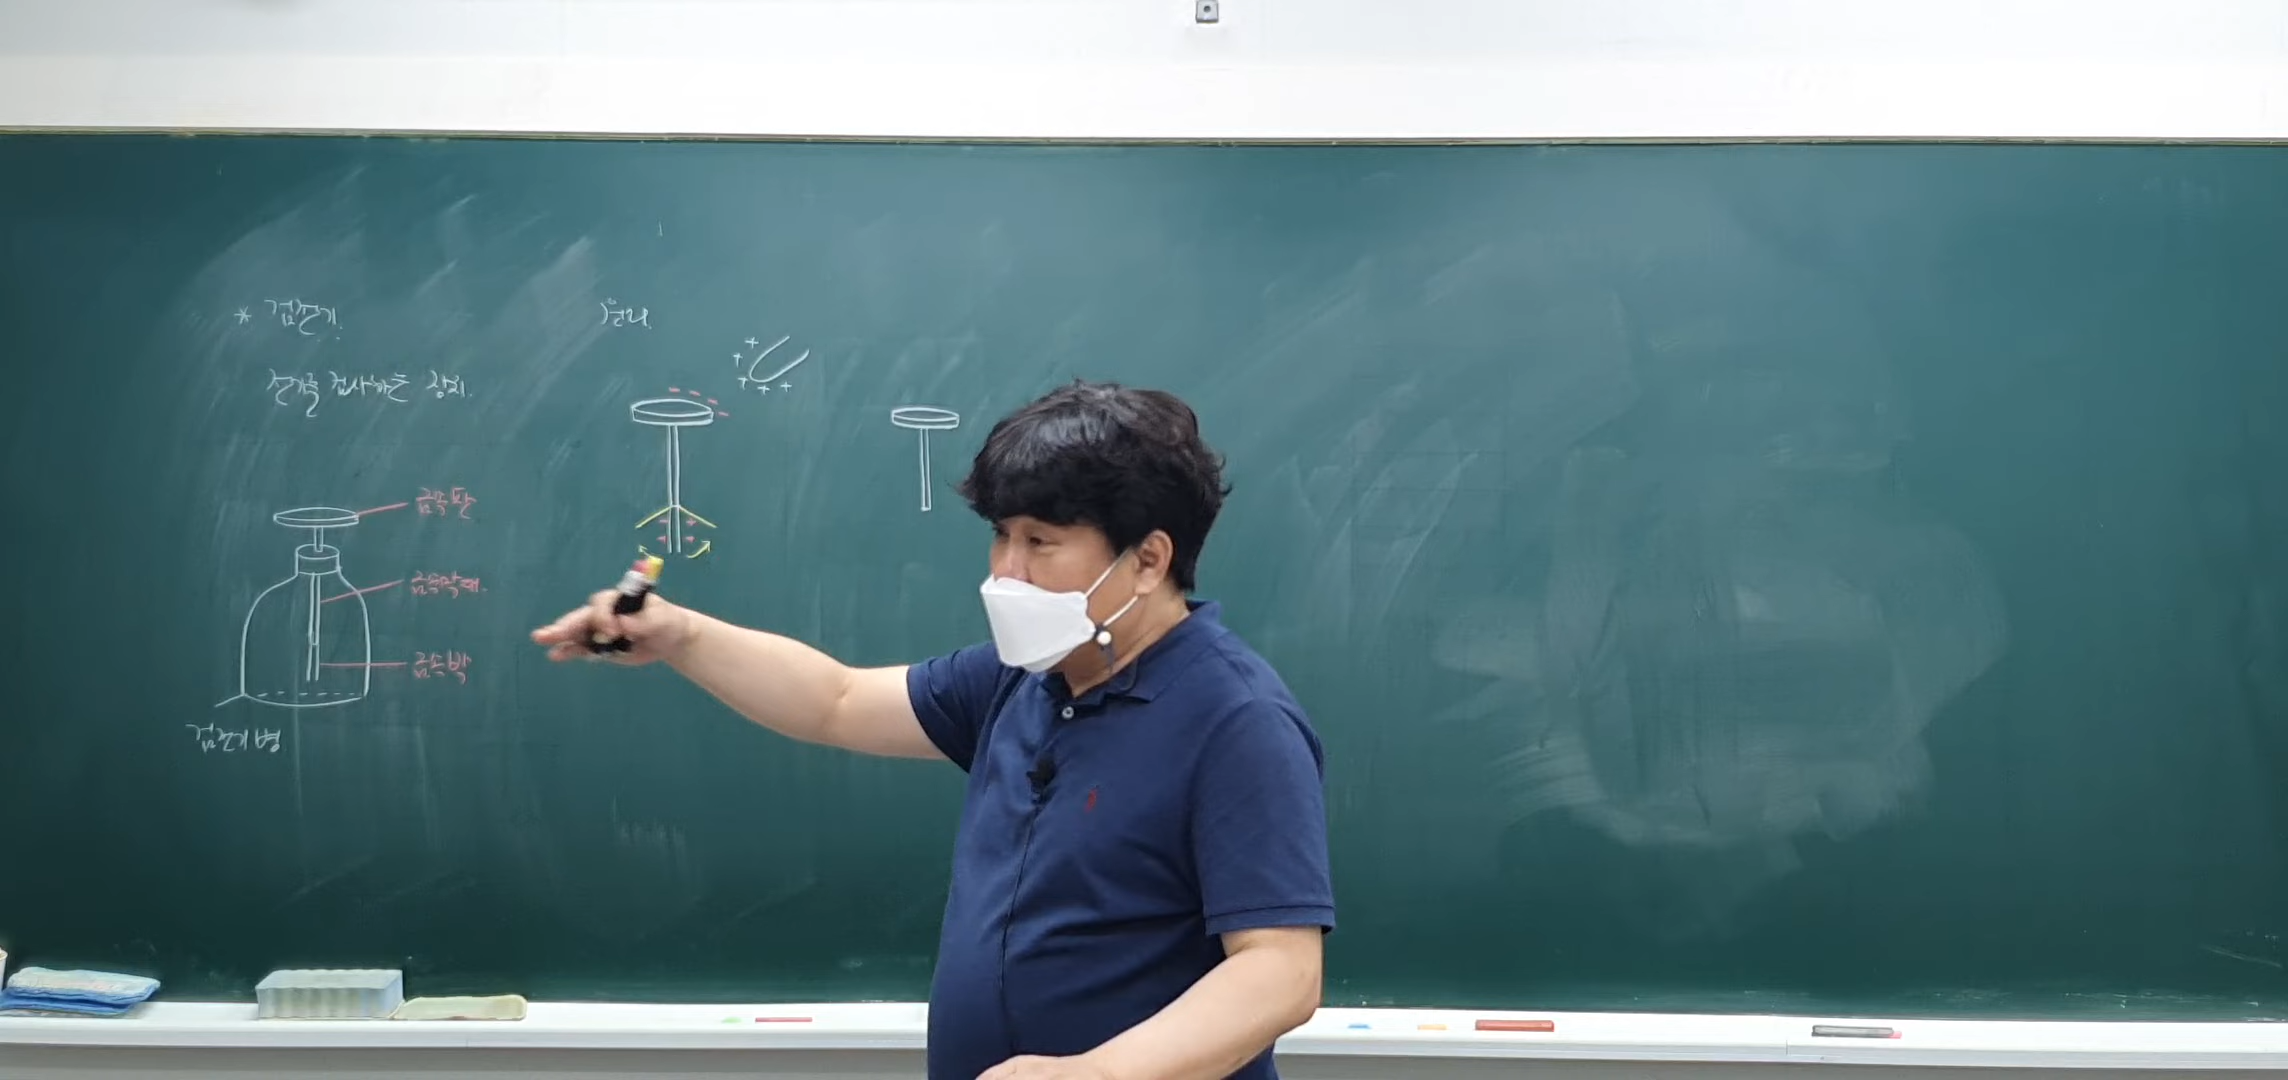 * 검전기.
전기를 검사하는 장치.
금속판
금속막대.
금속박
검전기병
원리.
+ + + + +
- - - -